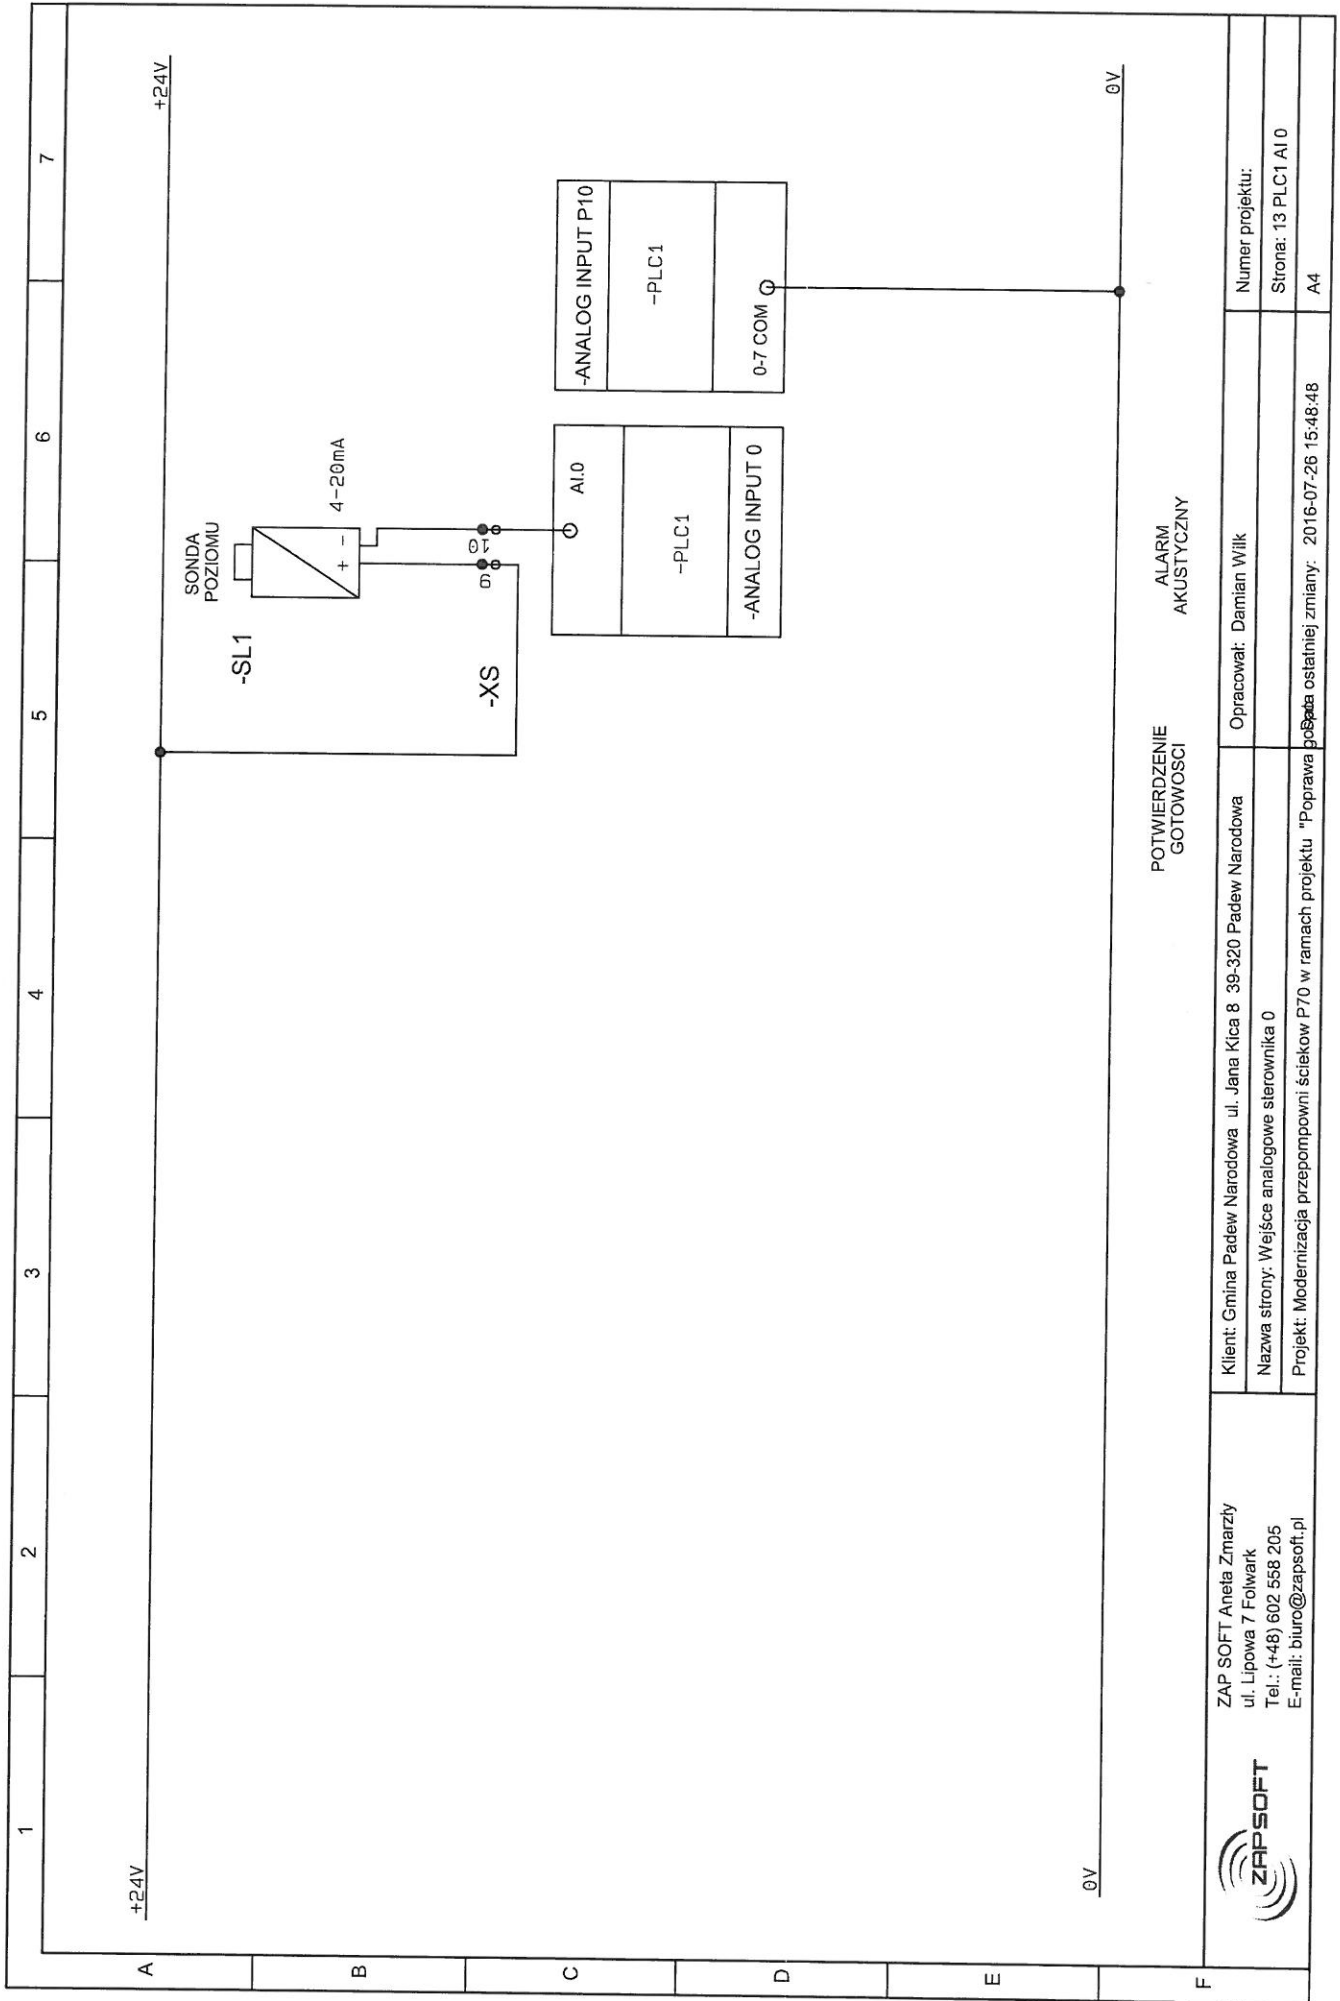 1
2
3
4
5
6
7
A
B
C
D
E
F
+24V
+24V
SONDA
POZIOMU
-SL1
4-20mA
+ -
-XS
9
10
AI.0
-PLC1
-ANALOG INPUT 0
-ANALOG INPUT P10
-PLC1
0-7 COM
0V
0V
POTWIERDZENIE
GOTOWOSCI
ALARM
AKUSTYCZNY
ZAPSOFT
ZAP SOFT Aneta Zmarzły
ul. Lipowa 7 Folwark
Tel.: (+48) 602 558 205
E-mail: biuro@zapsoft.pl
Klient: Gmina Padew Narodowa ul. Jana Kica 8 39-320 Padew Narodowa
Opracował: Damian Wilk
Numer projektu:
Nazwa strony: Wejśce analogowe sterownika 0
Strona: 13 PLC1 AI 0
Projekt: Modernizacja przepompowni ściekow P70 w ramach projektu "Poprawa
ostatniej zmiany: 2016-07-26 15:48:48
A4